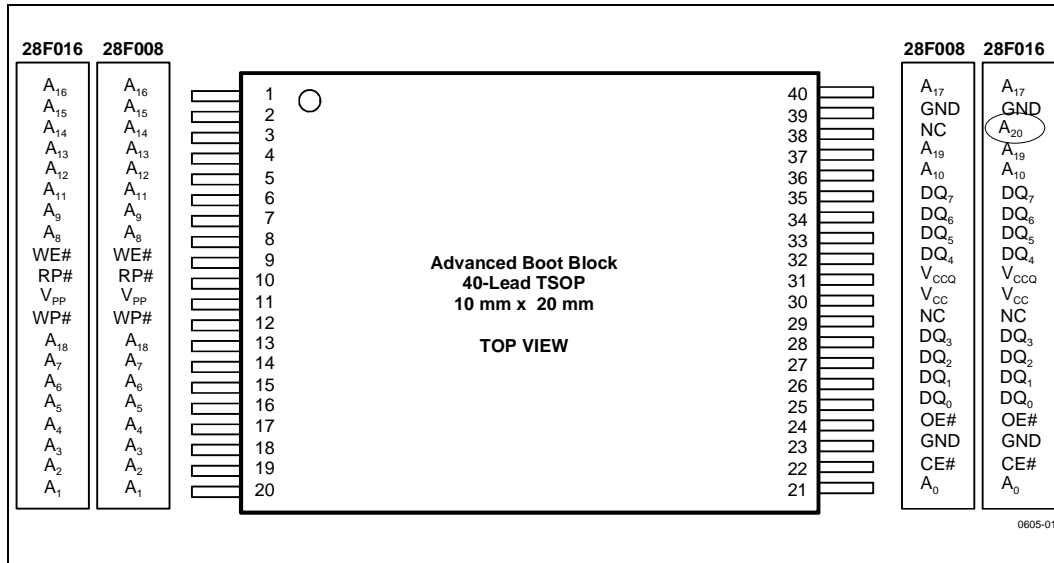 28F016 28F008 28F008 28F016
A₁₆ A₁₆ 1 40 A₁₇ A₁₇
A₁₅ A₁₅ 2 39 GND GND
A₁₄ A₁₄ 3 38 NC A₂₀
A₁₃ A₁₃ 4 37 A₁₉ A₁₉
A₁₂ A₁₂ 5 36 A₁₀ A₁₀
A₁₁ A₁₁ 6 35 DQ₇ DQ₇
A₉ A₉ 7 34 DQ₆ DQ₆
A₈ A₈ 8 33 DQ₅ DQ₅
WE# WE# 9 32 DQ₄ DQ₄
RP# RP# 10 31 V_CCQ V_CCQ
V_PP V_PP 11 30 V_CC V_CC
WP# WP# 12 29 NC NC
A₁₈ A₁₈ 13 28 DQ₃ DQ₃
A₇ A₇ 14 27 DQ₂ DQ₂
A₆ A₆ 15 26 DQ₁ DQ₁
A₅ A₅ 16 25 DQ₀ DQ₀
A₄ A₄ 17 24 OE# OE#
A₃ A₃ 18 23 GND GND
A₂ A₂ 19 22 CE# CE#
A₁ A₁ 20 21 A₀ A₀
Advanced Boot Block
40-Lead TSOP
10 mm x 20 mm
TOP VIEW
0605-01